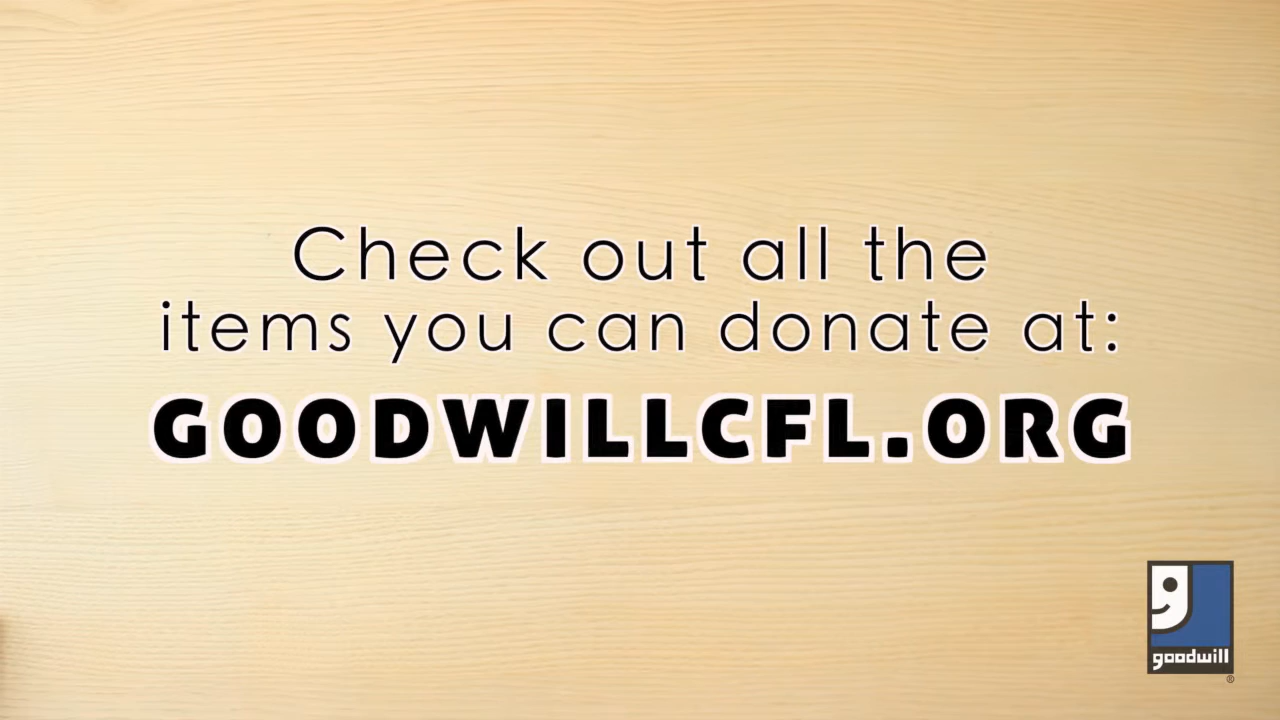 Check out all the
items you can donate at:
GOODWILLCFL.ORG
goodwill
®